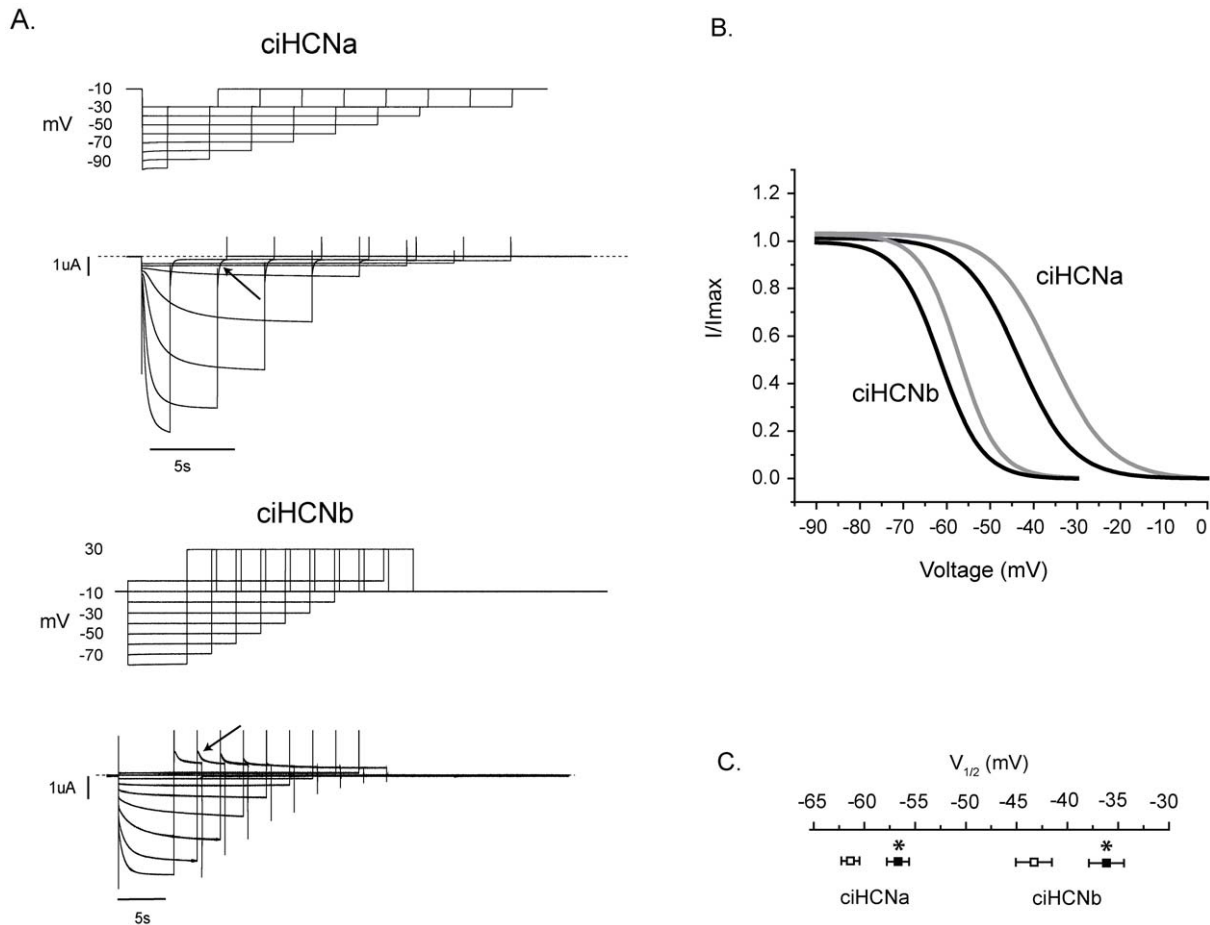 A.
ciHCNa
-10
-30
mV
-50
-70
-90
1uA
5s
ciHCNb
30
-10
-30
mV
-50
-70
1uA
5s
B.
1.2
1.0
0.8
0.6
0.4
0.2
0.0
I/Imax
ciHCNa
ciHCNb
-90 -80 -70 -60 -50 -40 -30 -20 -10 0
Voltage (mV)
C.
V1/2 (mV)
-65 -60 -55 -50 -45 -40 -35 -30
* *
ciHCNa ciHCNb